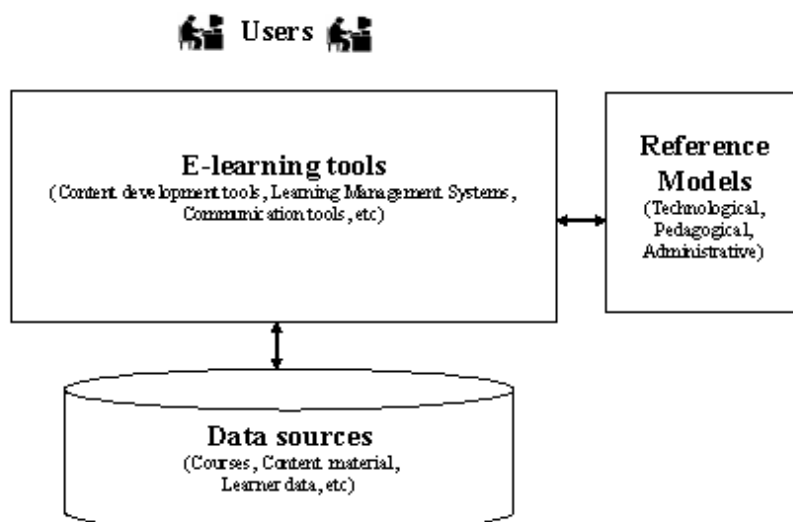 Users
E-learning tools
(Content development tools, Learning Management Systems,
Communication tools, etc)
Reference
Models
(Technological,
Pedagogical,
Administrative)
Data sources
(Courses, Content material,
Learner data, etc)